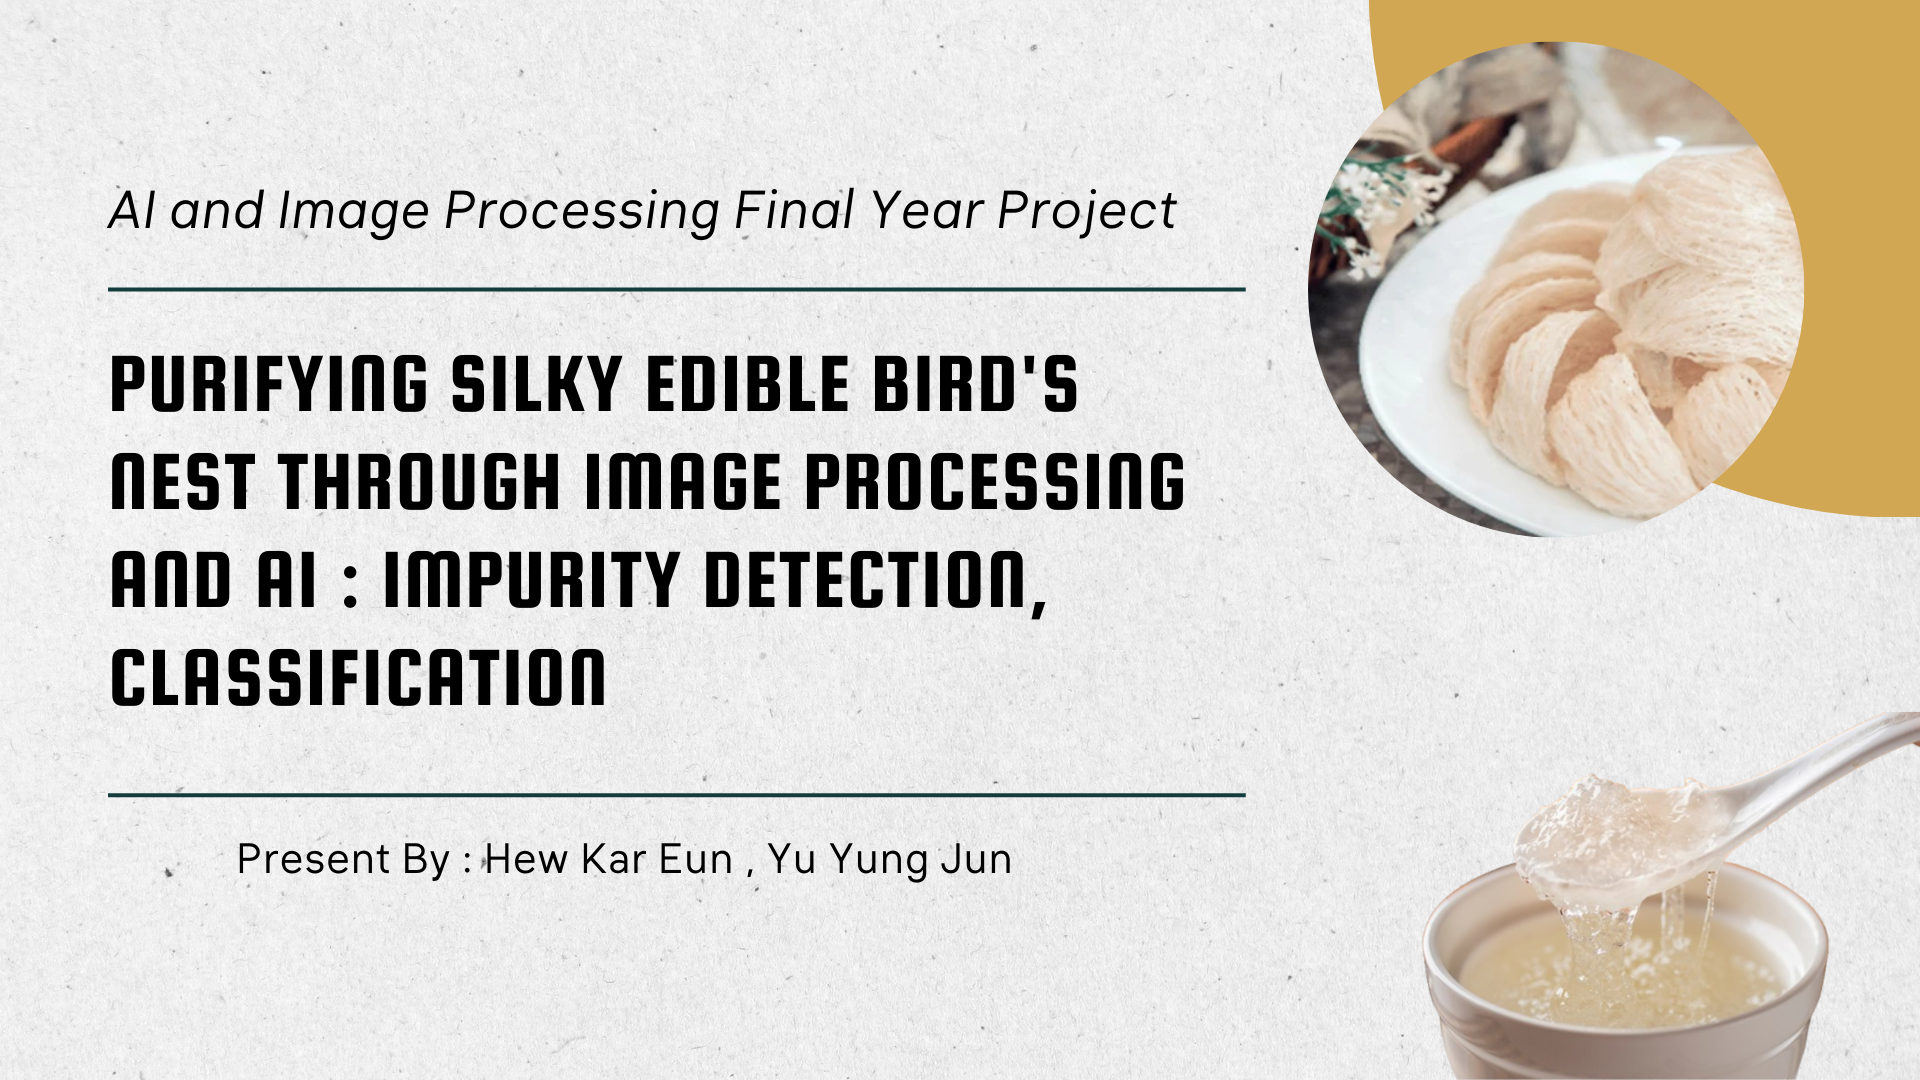 AI and Image Processing Final Year Project
PURIFYING SILKY EDIBLE BIRD'S
NEST THROUGH IMAGE PROCESSING
AND AI : IMPURITY DETECTION,
CLASSIFICATION
Present By : Hew Kar Eun , Yu Yung Jun